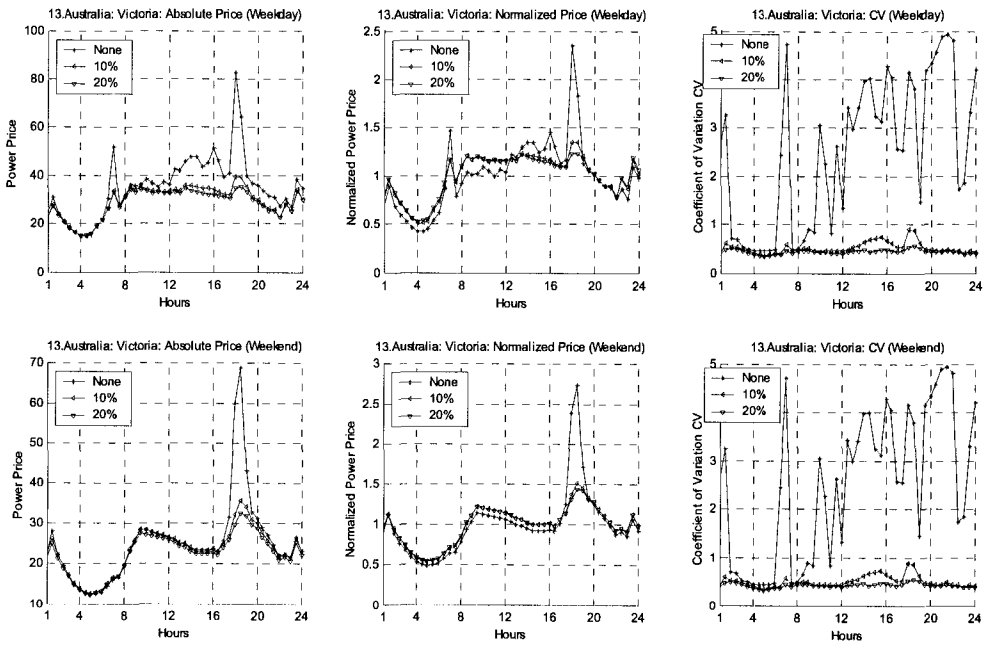 13.Australia: Victoria: Absolute Price (Weekday)
Power Price
100
80
60
40
20
0
None
10%
20%
1 4 8 12 16 20 24
Hours
13.Australia: Victoria: Normalized Price (Weekday)
Normalized Power Price
2.5
2
1.5
1
0.5
0
None
10%
20%
1 4 8 12 16 20 24
Hours
13.Australia: Victoria: CV (Weekday)
Coefficient of Variation CV
5
3
2
1
0
None
10%
20%
1 4 8 12 16 20 24
Hours
13.Australia: Victoria: Absolute Price (Weekend)
Power Price
70
60
50
40
30
20
10
None
10%
20%
1 4 8 12 16 20 24
Hours
13.Australia: Victoria: Normalized Price (Weekend)
Normalized Power Price
3
2.5
2
1.5
1
0.5
0
None
10%
20%
1 4 8 12 16 20 24
Hours
13.Australia: Victoria: CV (Weekend)
Coefficient of Variation CV
5
3
2
1
0
None
10%
20%
1 4 8 12 16 20 24
Hours